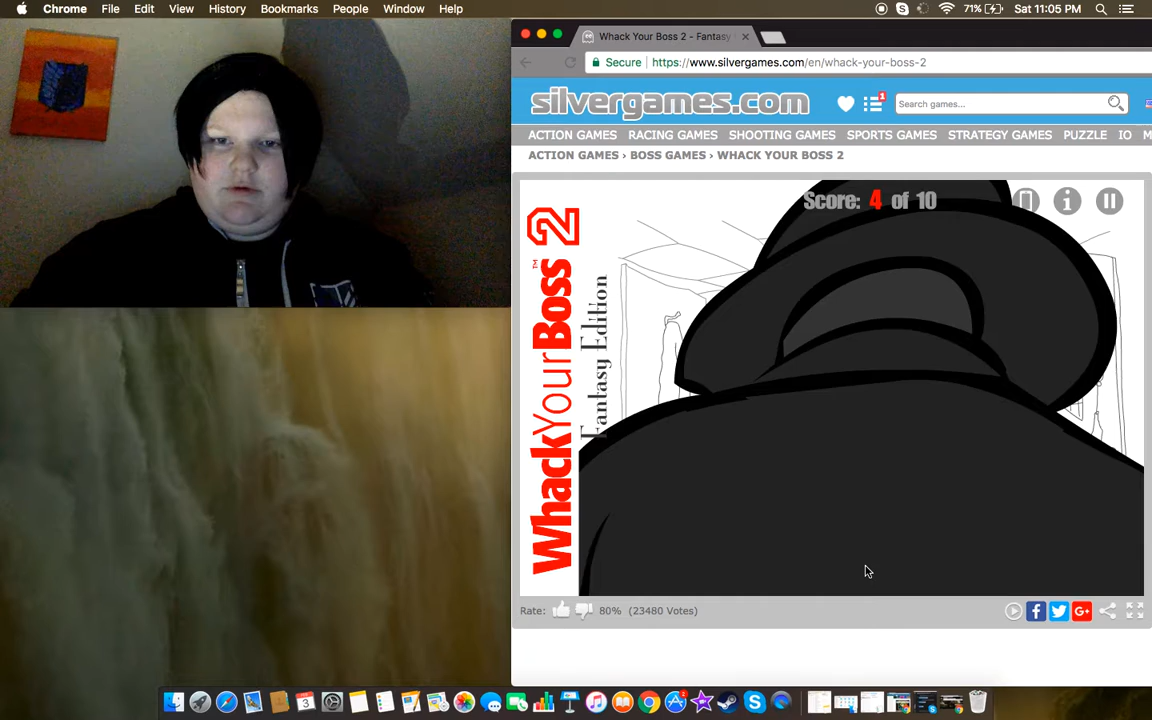 Chrome File Edit View History Bookmarks People Window Help 71% Sat 11:05 PM
Whack Your Boss 2 - Fantasy
Secure https://www.silvergames.com/en/whack-your-boss-2
silvergames.com 1 Search games...
ACTION GAMES RACING GAMES SHOOTING GAMES SPORTS GAMES STRATEGY GAMES PUZZLE IO M
ACTION GAMES › BOSS GAMES › WHACK YOUR BOSS 2
Score: 4 of 10
WhackYourBoss™ 2
Fantasy Edition
Rate: 80% (23480 Votes)